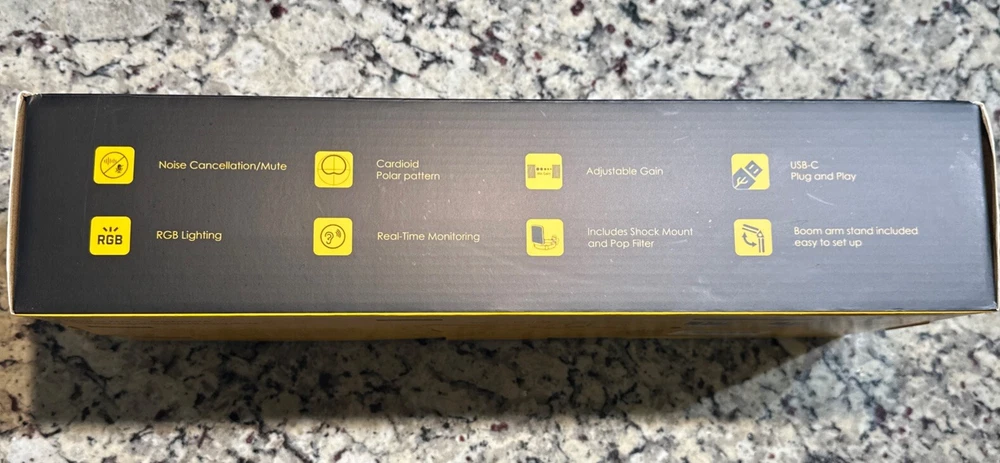 Noise Cancellation/Mute
Cardioid
Polar pattern
Adjustable Gain
USB-C
Plug and Play
RGB
RGB Lighting
Real-Time Monitoring
Includes Shock Mount
and Pop Filter
Boom arm stand included
easy to set up